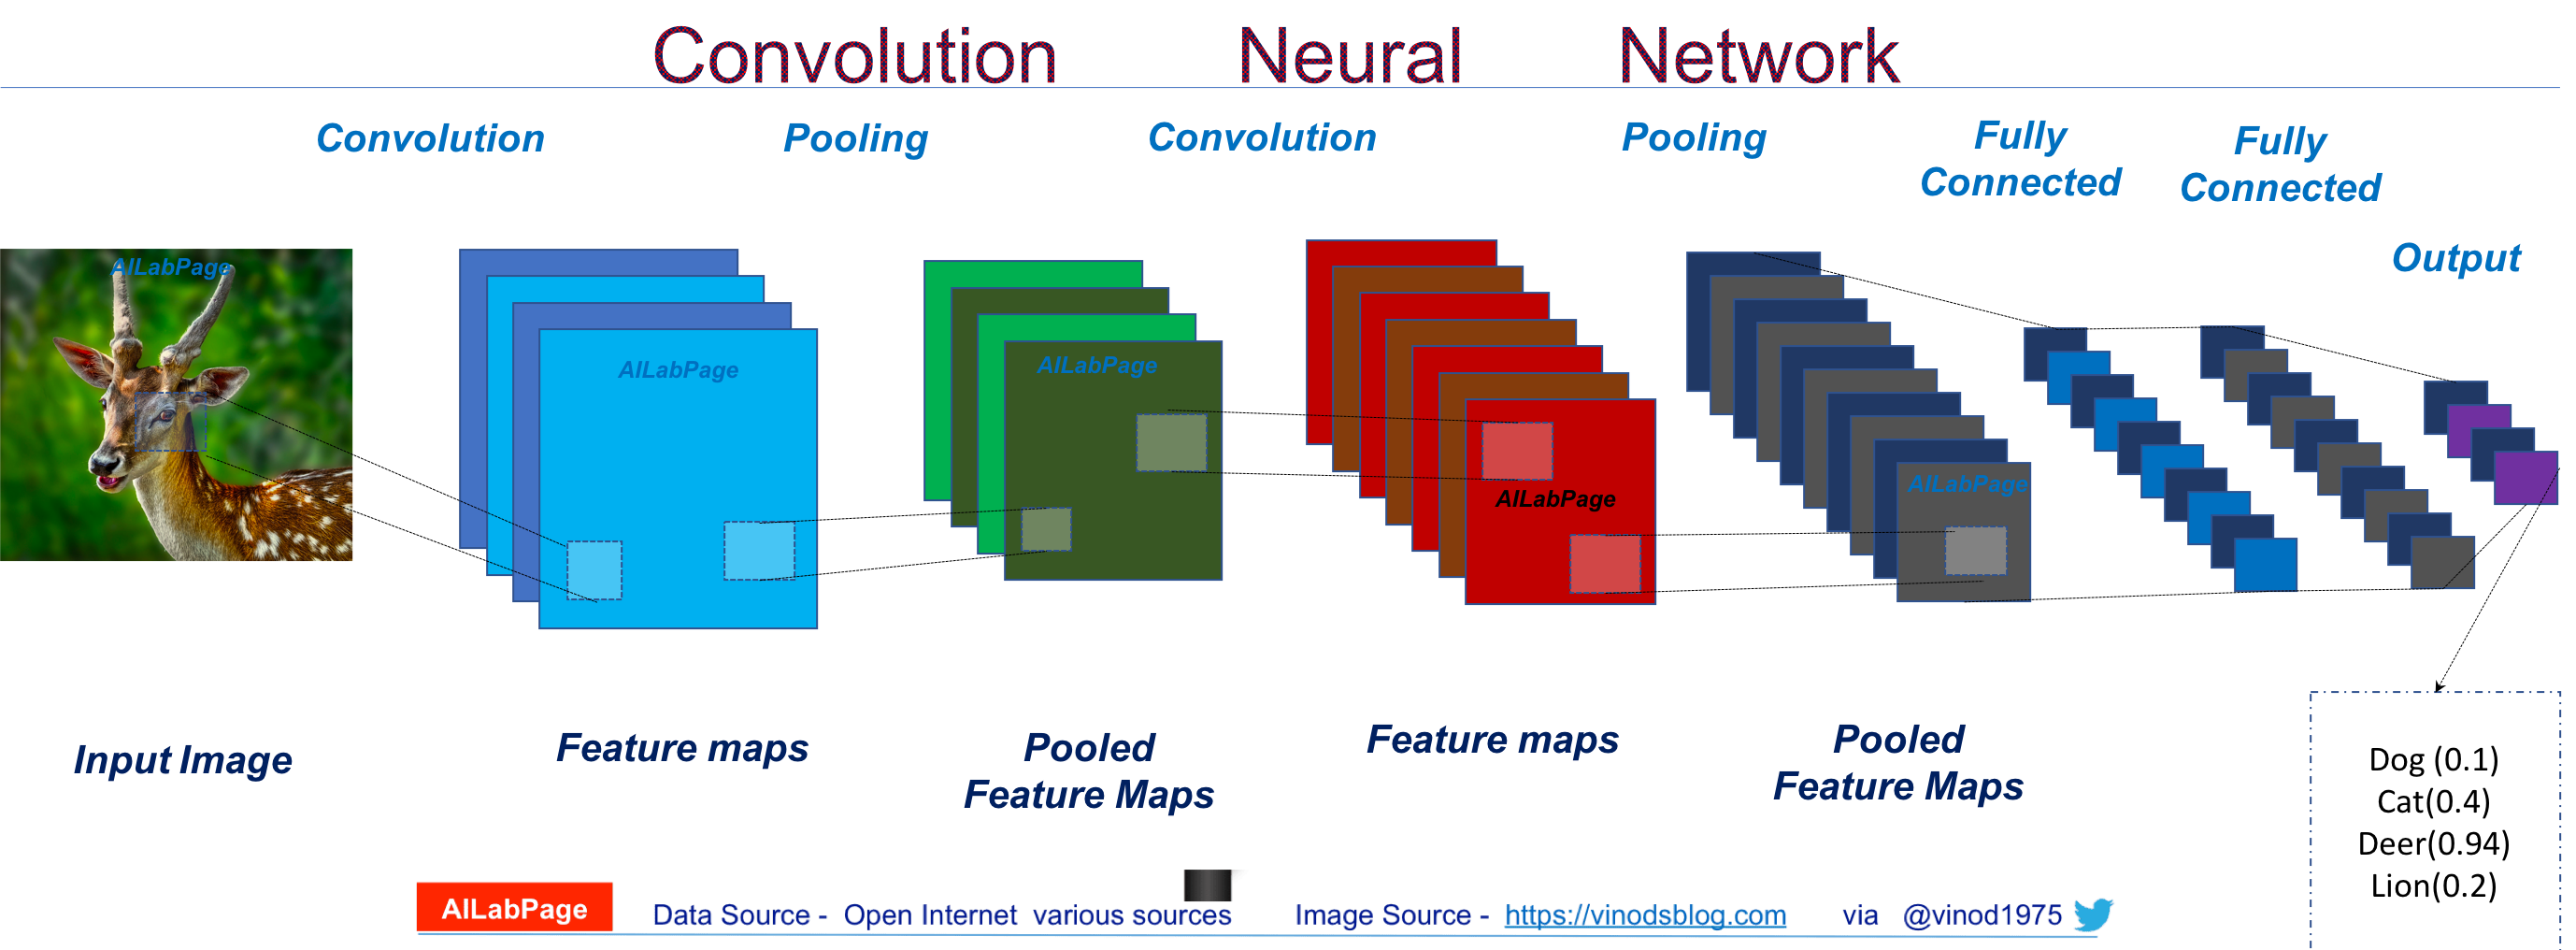 Convolution Neural Network
Convolution
Pooling
Convolution
Pooling
Fully
Connected
Fully
Connected
Output
AILabPage
AILabPage
AILabPage
AILabPage
AILabPage
Input Image
Feature maps
Pooled
Feature Maps
Feature maps
Pooled
Feature Maps
Dog (0.1)
Cat(0.4)
Deer(0.94)
Lion(0.2)
AILabPage
Data Source - Open Internet various sources
Image Source - https://vinodsblog.com
via @vinod1975